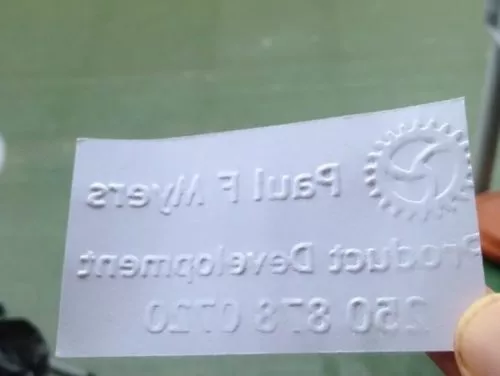 Paul F Myers
Product Development
250 878 0720